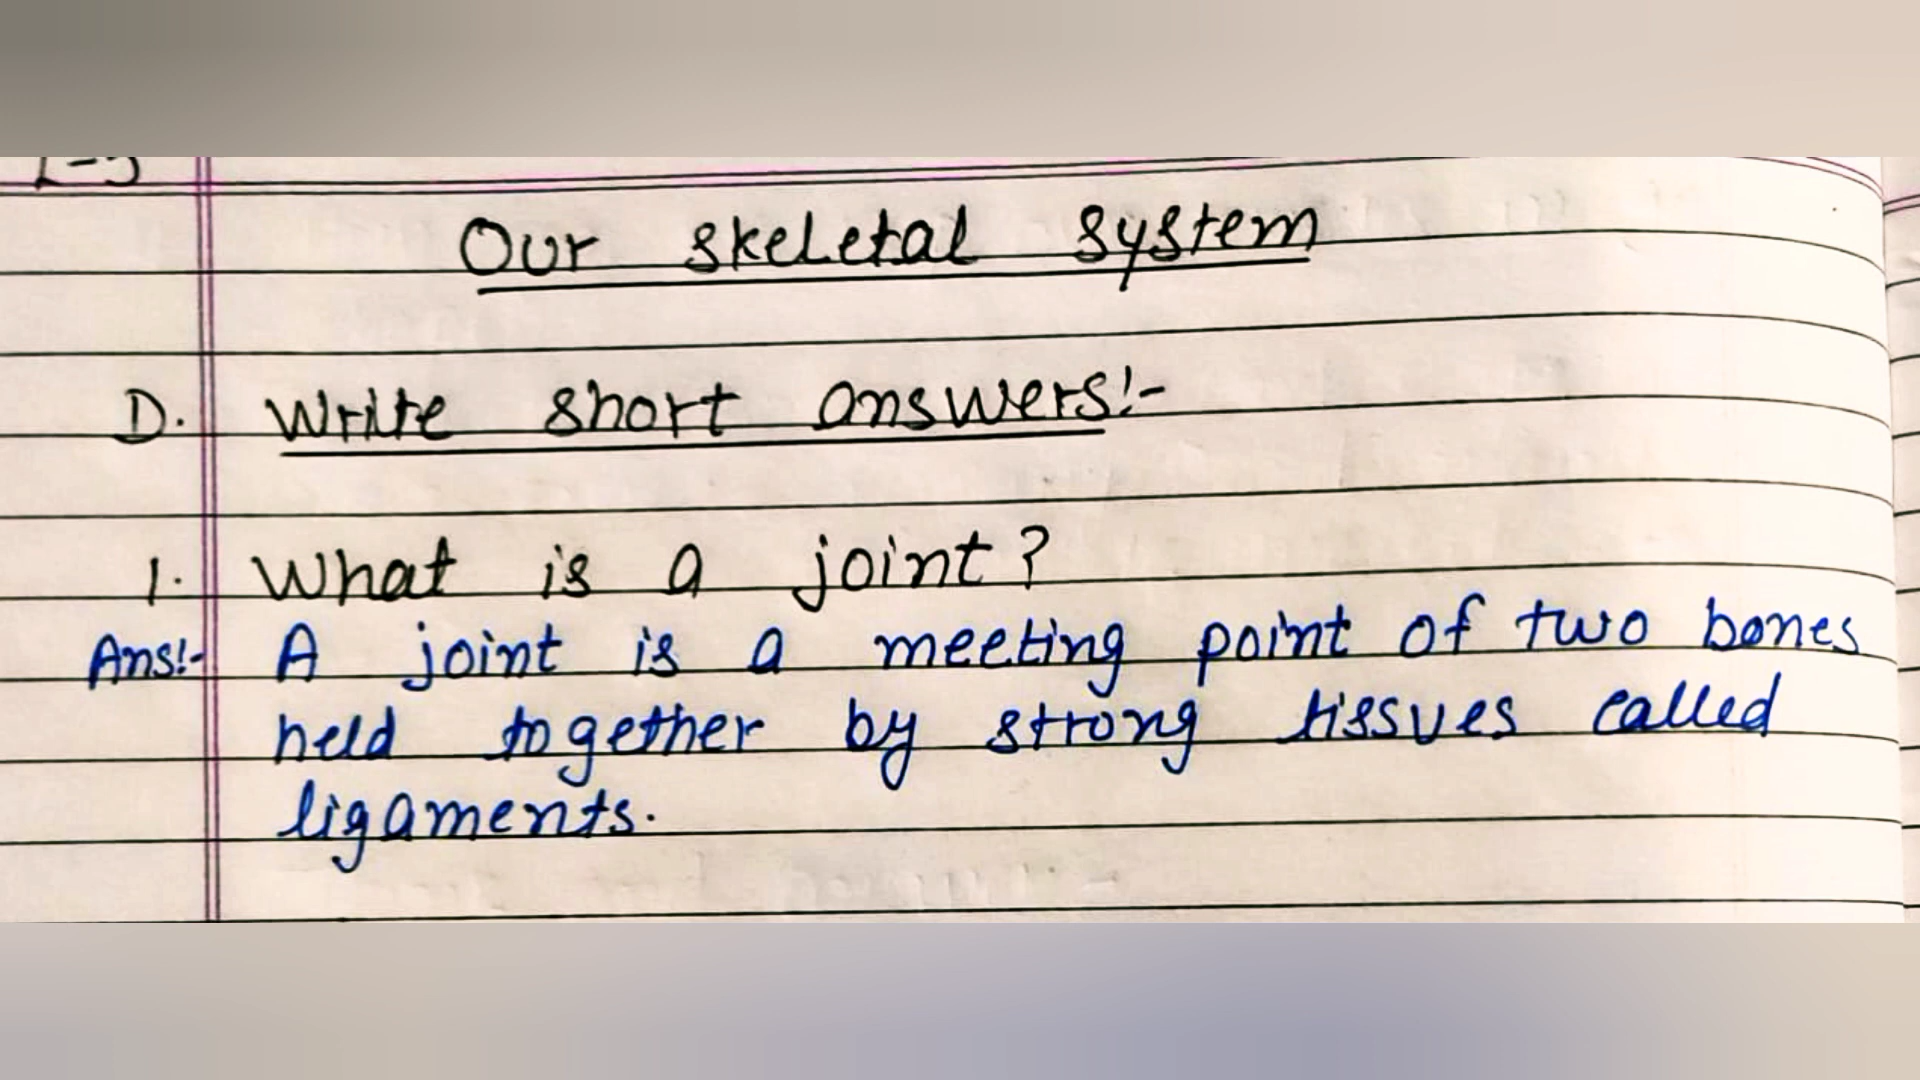 L-5
Our skeletal system
D. Write short answers:-
1. What is a joint?
Ans:- A joint is a meeting point of two bones
held together by strong tissues called
ligaments.